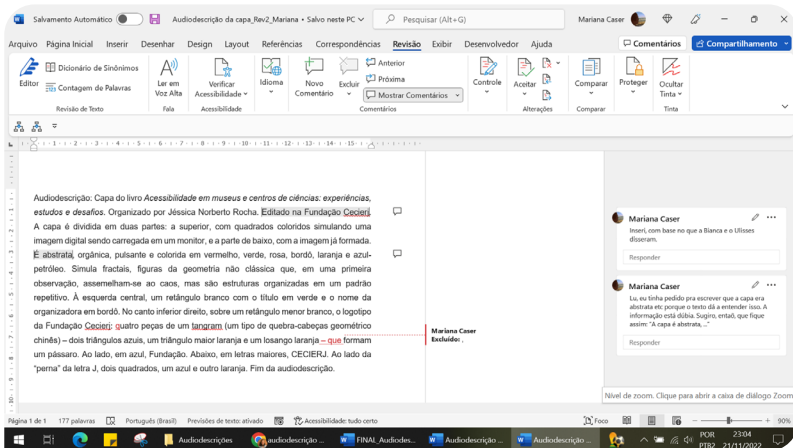 Salvamento Automático
Audiodescrição da capa_Rev2_Mariana • Salvo neste PC
Pesquisar (Alt+G)
Mariana Caser
Arquivo Página Inicial Inserir Desenhar Design Layout Referências Correspondências Revisão Exibir Desenvolvedor Ajuda
Comentários
Compartilhamento
Editor
Dicionário de Sinônimos
Contagem de Palavras
Revisão de Texto
Ler em Voz Alta
Fala
Verificar Acessibilidade
Acessibilidade
Idioma
Novo Comentário
Excluir
Anterior
Próxima
Mostrar Comentários
Comentários
Controle
Aceitar
Alterações
Comparar
Comparar
Proteger
Ocultar Tinta
Tinta
Audiodescrição: Capa do livro Acessibilidade em museus e centros de ciências: experiências,
estudos e desafios. Organizado por Jéssica Norberto Rocha. Editado na Fundação Cecierj.
A capa é dividida em duas partes: a superior, com quadrados coloridos simulando uma
imagem digital sendo carregada em um monitor, e a parte de baixo, com a imagem já formada.
É abstrata, orgânica, pulsante e colorida em vermelho, verde, rosa, bordô, laranja e azul-
petróleo. Simula fractais, figuras da geometria não clássica que, em uma primeira
observação, assemelham-se ao caos, mas são estruturas organizadas em um padrão
repetitivo. À esquerda central, um retângulo branco com o título em verde e o nome da
organizadora em bordô. No canto inferior direito, sobre um retângulo menor branco, o logotipo
da Fundação Cecierj: quatro peças de um tangram (um tipo de quebra-cabeças geométrico
chinês) – dois triângulos azuis, um triângulo maior laranja e um losango laranja – que formam
um pássaro. Ao lado, em azul, Fundação. Abaixo, em letras maiores, CECIERJ. Ao lado da
“perna” da letra J, dois quadrados, um azul e outro laranja. Fim da audiodescrição.
Mariana Caser
Excluído: .
Mariana Caser
Inseri, com base no que a Bianca e o Ulisses
disseram.
Responder
Mariana Caser
Lu, eu tinha pedido pra escrever que a capa era
abstrata etc porque o texto dá a entender isso. A
informação está dúbia. Sugiro, então, que fique
assim: "A capa é abstrata, ..."
Responder
Nível de zoom. Clique para abrir a caixa de diálogo Zoom
Página 1 de 1 177 palavras Português (Brasil) Previsões de texto: ativado Acessibilidade: tudo certo
Foco
90%
Audiodescrições
audiodescrição ...
FINAL_Audiodes...
Audiodescrição ...
Audiodescrição ...
POR
PTB2
23:04
21/11/2022